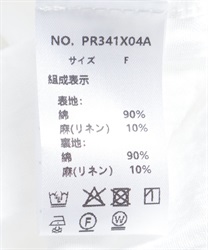 NO. PR341X04A
サイズ F
組成表示
表地:
綿 90%
麻(リネン) 10%
裏地:
綿 90%
麻(リネン) 10%
F W